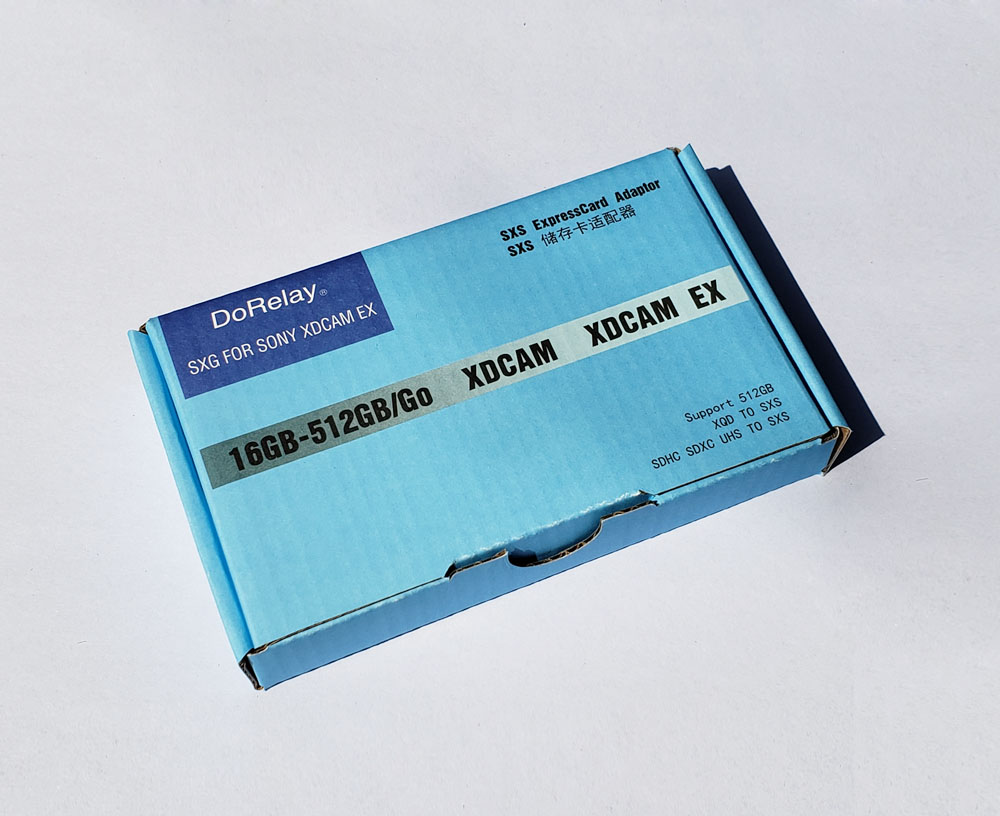 DoRelay®
SXG FOR SONY XDCAM EX
SXS ExpressCard Adaptor
SXS 储存卡适配器
16GB-512GB/Go XDCAM XDCAM EX
Support 512GB
XQD TO SXS
SDHC SDXC UHS TO SXS